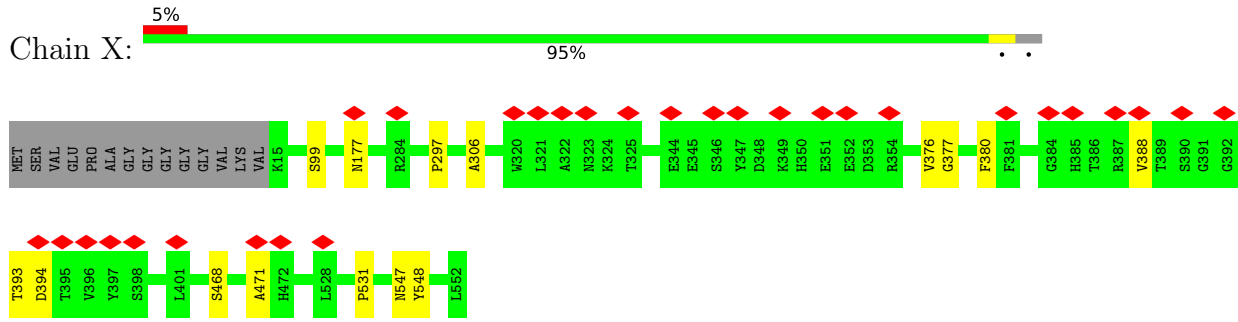 5%
Chain X:
95%
• •
MET SER VAL GLU PRO ALA GLY GLY GLY GLY VAL LYS VAL K15 S99 N177 R284 P297 A306 W320 L321 A322 N323 K324 T325 E344 E345 S346 Y347 D348 K349 H350 E351 E352 D353 R354 V376 G377 F380 F381 G384 H385 T386 R387 V388 T389 S390 G391 G392
T393 D394 T395 V396 Y397 S398 L401 S468 A471 H472 L528 P531 N547 Y548 L552